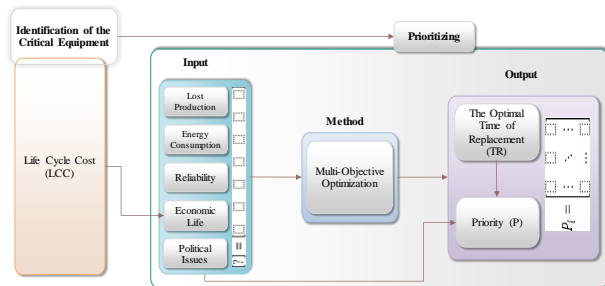 Identification of the
Critical Equipment
Prioritizing
Life Cycle Cost
(LCC)
Input
Lost
Production
Energy
Consumption
Reliability
Economic
Life
Political
Issues
Method
Multi-Objective
Optimization
Output
The Optimal
Time of
Replacement
(TR)
Priority (P)